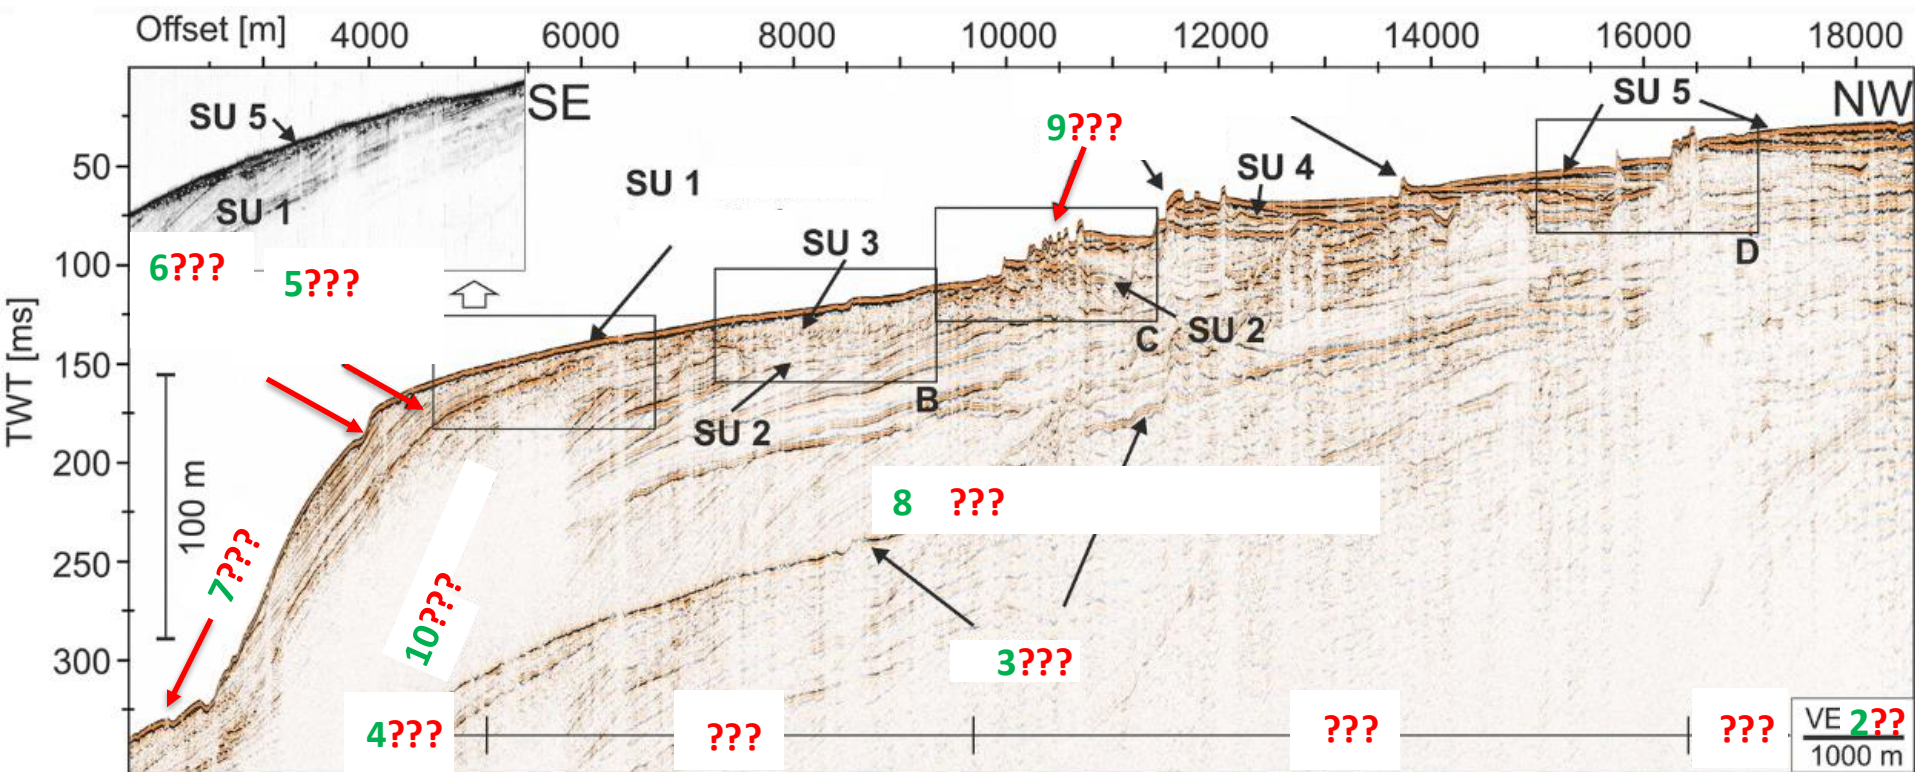 Offset [m] 4000 6000 8000 10000 12000 14000 16000 18000
SE
NW
SU 5
SU 1
6???
5???
SU 1
SU 3
9???
SU 4
SU 5
D
C
SU 2
B
SU 2
50
100
150
200
250
300
TWT [ms]
100 m
7???
10???
8 ???
3???
4???
???
???
???
VE 2??
1000 m